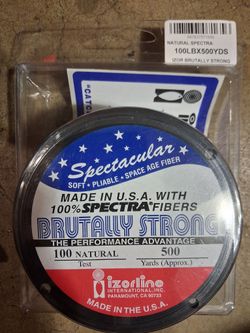 NATURAL SPECTRA
100LBX500YDS
IZOR BRUTALLY STRONG
Spectacular
SOFT • PLIABLE • SPACE AGE FIBER
MADE IN U.S.A. WITH
100% SPECTRA® FIBERS
BRUTALLY STRONG
THE PERFORMANCE ADVANTAGE
100 NATURAL 500
Test Yards (Approx.)
izorline
INTERNATIONAL, INC.
PARAMOUNT, CA 90723
MADE IN THE U.S.A.